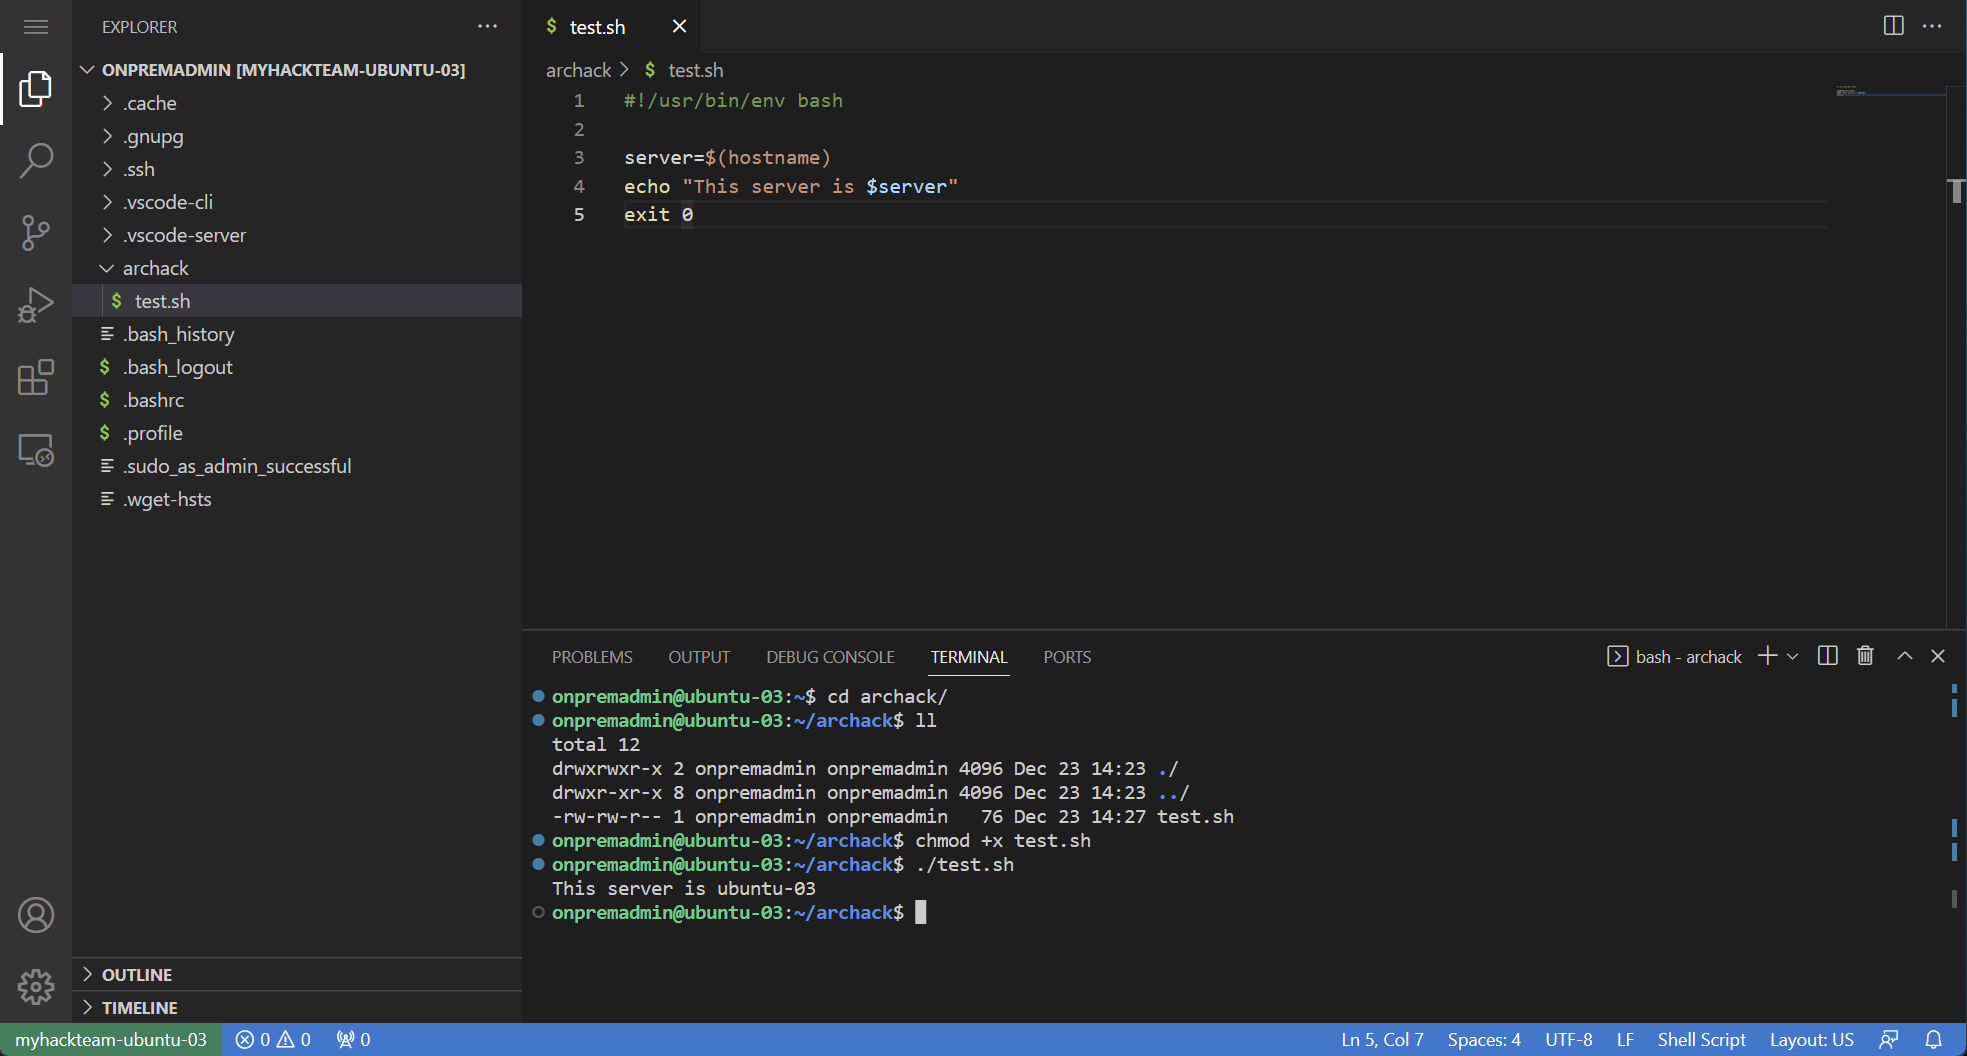 EXPLORER
ONPREMADMIN [MYHACKTEAM-UBUNTU-03]
.cache
.gnupg
.ssh
.vscode-cli
.vscode-server
archack
$ test.sh
.bash_history
$ .bash_logout
$ .bashrc
$ .profile
.sudo_as_admin_successful
.wget-hsts
OUTLINE
TIMELINE
$ test.sh
archack > $ test.sh
1 #!/usr/bin/env bash
2
3 server=$(hostname)
4 echo "This server is $server"
5 exit 0
PROBLEMS OUTPUT DEBUG CONSOLE TERMINAL PORTS
bash - archack
onpremadmin@ubuntu-03:~$ cd archack/
onpremadmin@ubuntu-03:~/archack$ ll
total 12
drwxrwxr-x 2 onpremadmin onpremadmin 4096 Dec 23 14:23 ./
drwxr-xr-x 8 onpremadmin onpremadmin 4096 Dec 23 14:23 ../
-rw-rw-r-- 1 onpremadmin onpremadmin   76 Dec 23 14:27 test.sh
onpremadmin@ubuntu-03:~/archack$ chmod +x test.sh
onpremadmin@ubuntu-03:~/archack$ ./test.sh
This server is ubuntu-03
onpremadmin@ubuntu-03:~/archack$
myhackteam-ubuntu-03 0 0 0 Ln 5, Col 7 Spaces: 4 UTF-8 LF Shell Script Layout: US